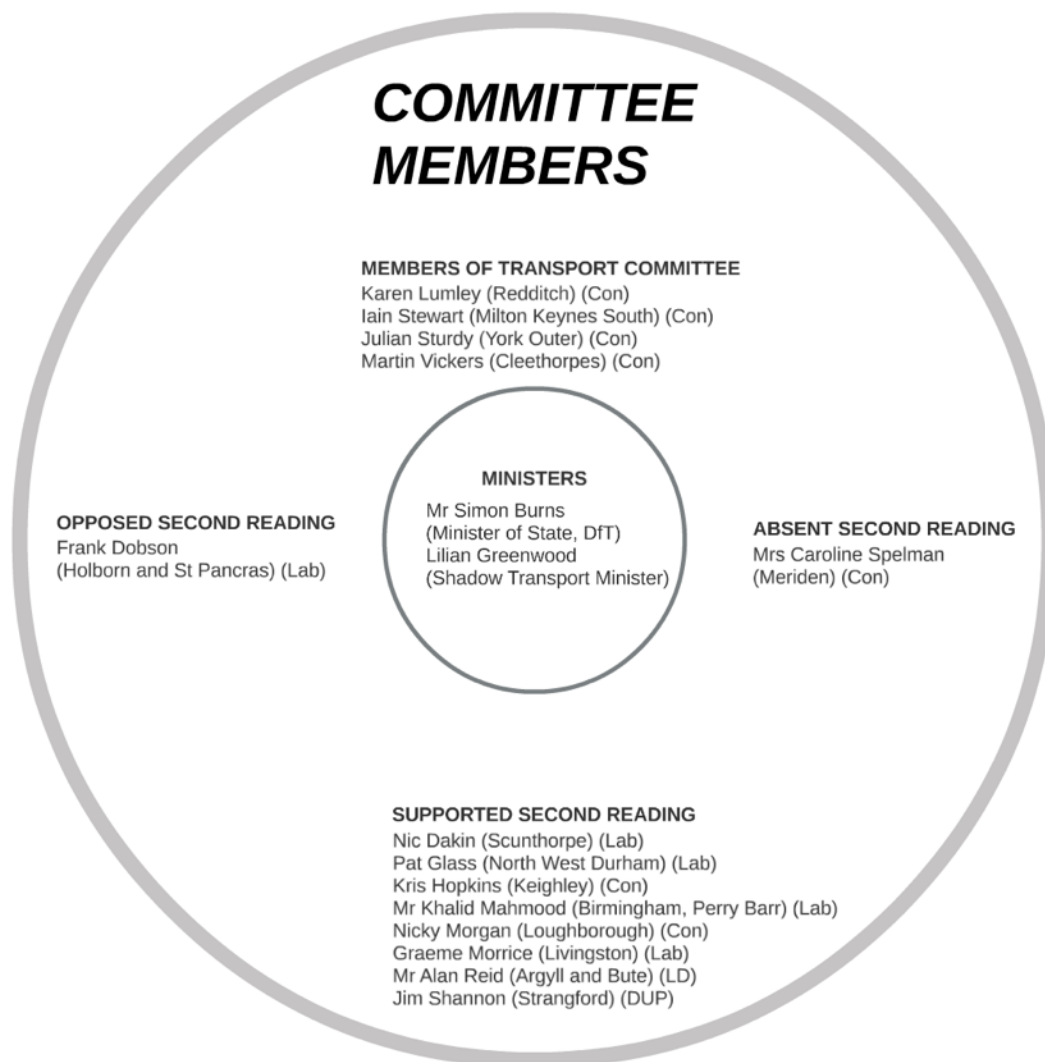 COMMITTEE
MEMBERS
MEMBERS OF TRANSPORT COMMITTEE
Karen Lumley (Redditch) (Con)
Iain Stewart (Milton Keynes South) (Con)
Julian Sturdy (York Outer) (Con)
Martin Vickers (Cleethorpes) (Con)
OPPOSED SECOND READING
Frank Dobson
(Holborn and St Pancras) (Lab)
MINISTERS
Mr Simon Burns
(Minister of State, DfT)
Lilian Greenwood
(Shadow Transport Minister)
ABSENT SECOND READING
Mrs Caroline Spelman
(Meriden) (Con)
SUPPORTED SECOND READING
Nic Dakin (Scunthorpe) (Lab)
Pat Glass (North West Durham) (Lab)
Kris Hopkins (Keighley) (Con)
Mr Khalid Mahmood (Birmingham, Perry Barr) (Lab)
Nicky Morgan (Loughborough) (Con)
Graeme Morrice (Livingston) (Lab)
Mr Alan Reid (Argyll and Bute) (LD)
Jim Shannon (Strangford) (DUP)